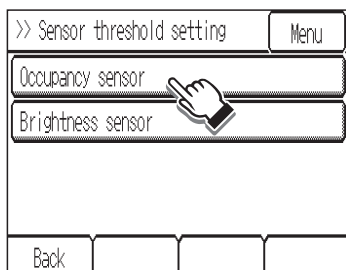 >> Sensor threshold setting
Menu
Occupancy sensor
Brightness sensor
Back